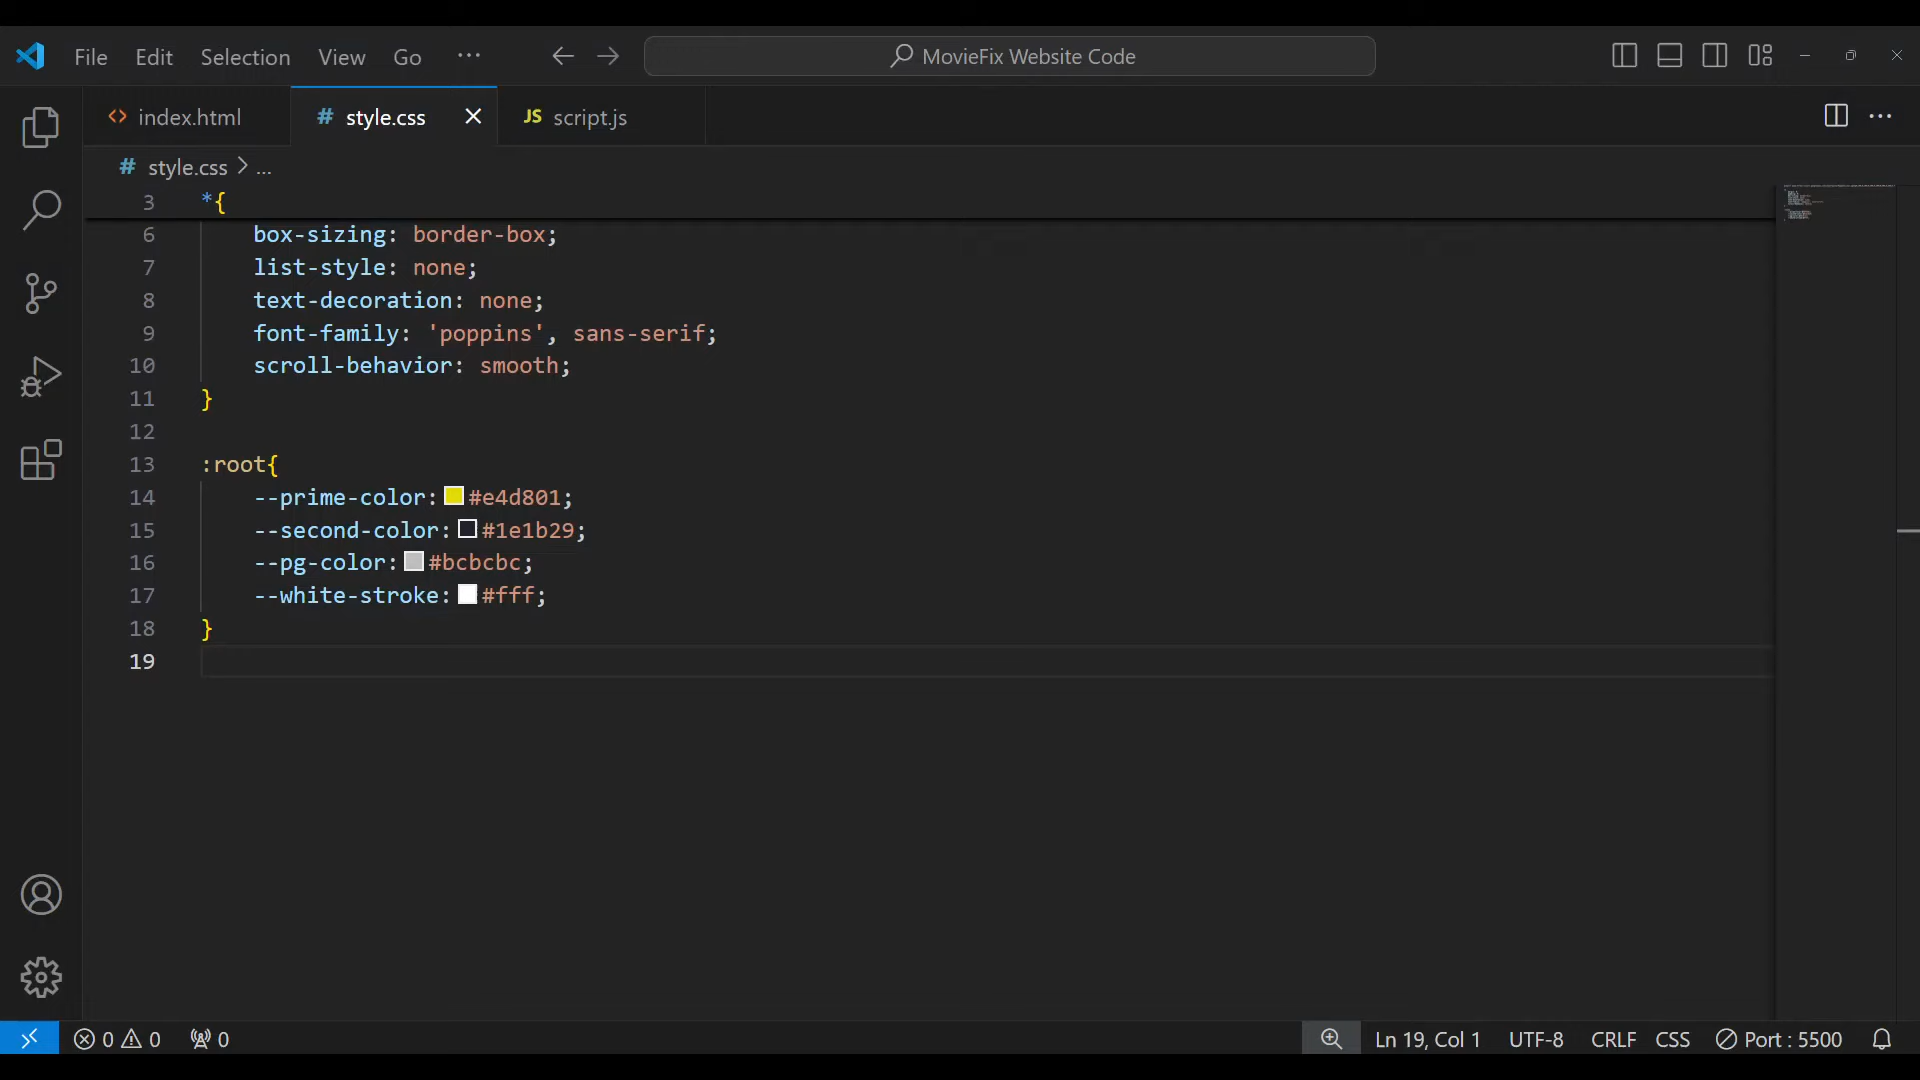 File Edit Selection View Go ··· MovieFix Website Code
index.html # style.css JS script.js
# style.css > ...
3 *{
6 box-sizing: border-box;
7 list-style: none;
8 text-decoration: none;
9 font-family: 'poppins', sans-serif;
10 scroll-behavior: smooth;
11 }
12
13 :root{
14 --prime-color: #e4d801;
15 --second-color: #1e1b29;
16 --pg-color: #bcbcbc;
17 --white-stroke: #fff;
18 }
19
0 0 0 Ln 19, Col 1 UTF-8 CRLF CSS Port : 5500